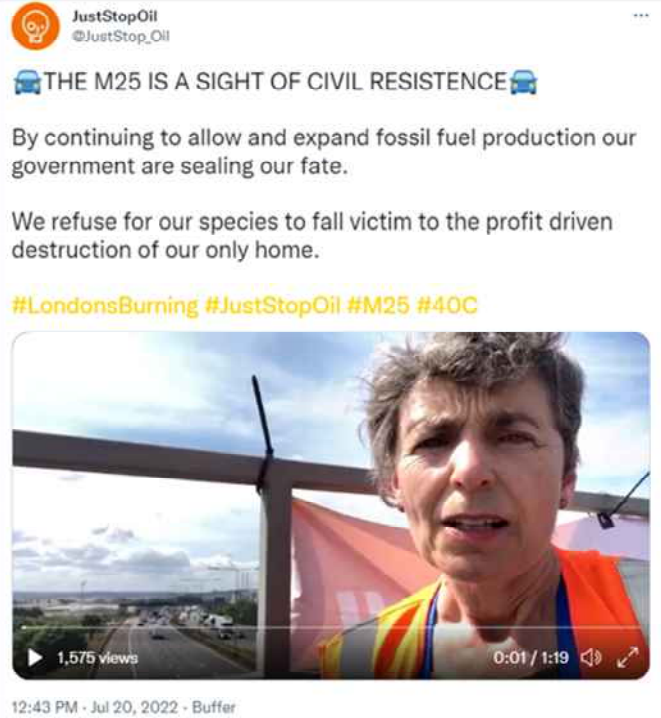 JustStopOil
@JustStop_Oil
THE M25 IS A SIGHT OF CIVIL RESISTENCE
By continuing to allow and expand fossil fuel production our
government are sealing our fate.
We refuse for our species to fall victim to the profit driven
destruction of our only home.
#LondonsBurning #JustStopOil #M25 #40C
1,575 views
0:01 / 1:19
12:43 PM · Jul 20, 2022 · Buffer